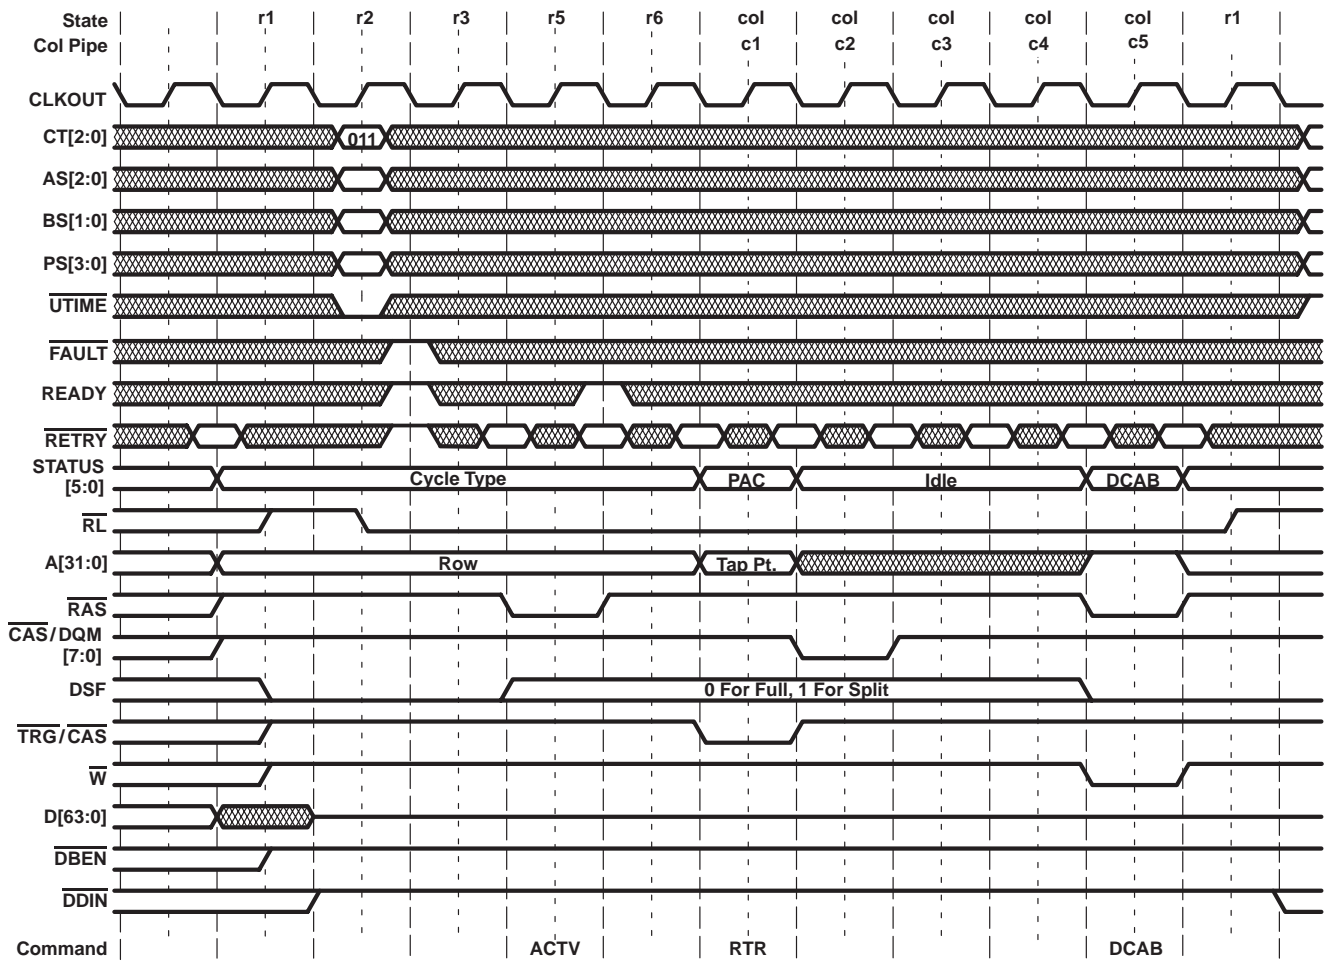 State r1 r2 r3 r5 r6 col col col col col r1
Col Pipe c1 c2 c3 c4 c5
CLKOUT
CT[2:0] 011
AS[2:0]
BS[1:0]
PS[3:0]
UTIME
FAULT
READY
RETRY
STATUS
[5:0] Cycle Type PAC Idle DCAB
RL
A[31:0] Row Tap Pt.
RAS
CAS/DQM
[7:0]
DSF 0 For Full, 1 For Split
TRG/CAS
W
D[63:0]
DBEN
DDIN
Command ACTV RTR DCAB